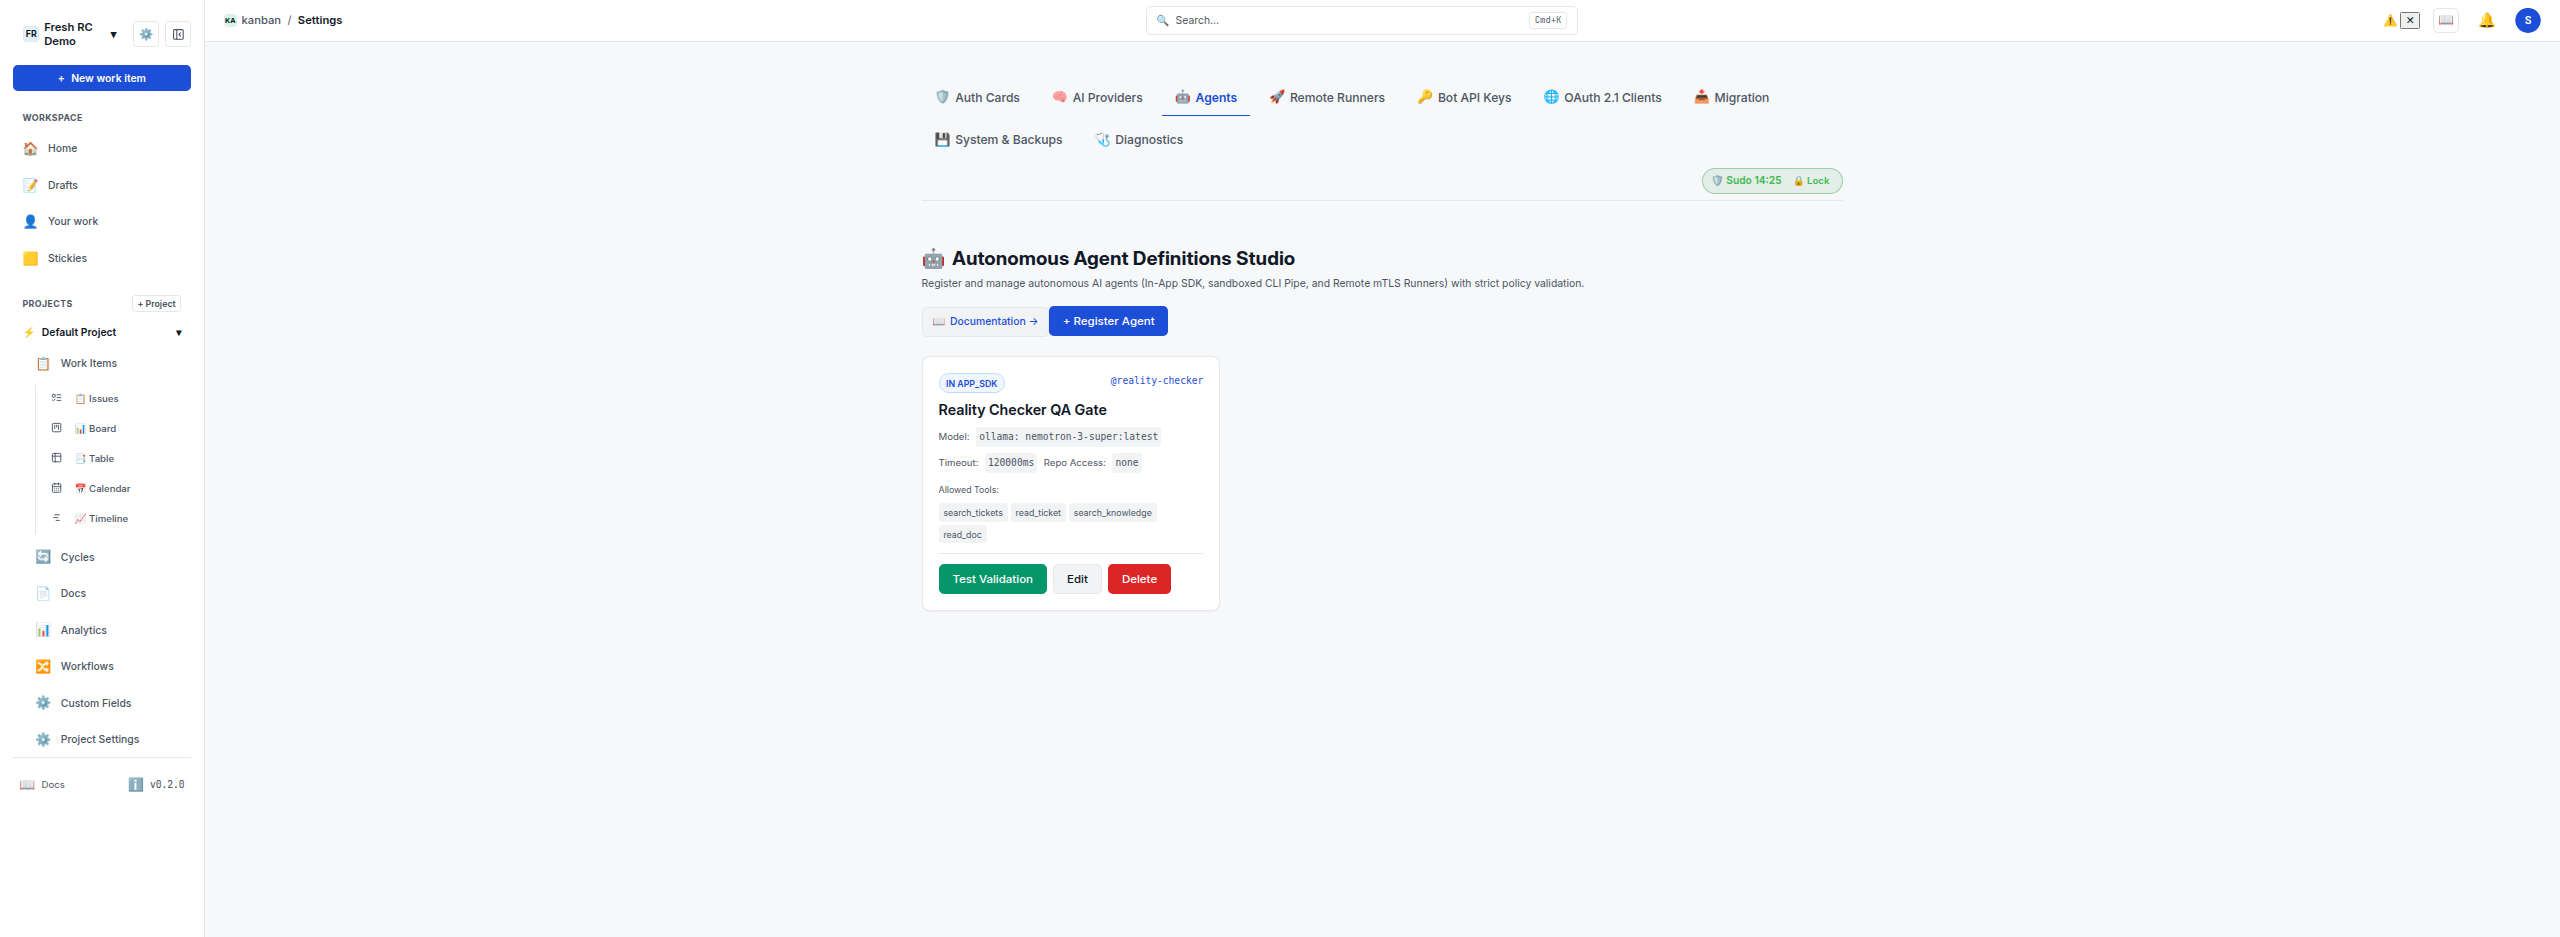 FR Fresh RC Demo ▼
+ New work item
WORKSPACE
Home
Drafts
Your work
Stickies
PROJECTS + Project
Default Project ▼
Work Items
Issues
Board
Table
Calendar
Timeline
Cycles
Docs
Analytics
Workflows
Custom Fields
Project Settings
Docs v0.2.0
KA kanban / Settings
Search... Cmd+K
S
Auth Cards AI Providers Agents Remote Runners Bot API Keys OAuth 2.1 Clients Migration
System & Backups Diagnostics
Sudo 14:25 Lock
Autonomous Agent Definitions Studio
Register and manage autonomous AI agents (In-App SDK, sandboxed CLI Pipe, and Remote mTLS Runners) with strict policy validation.
Documentation → + Register Agent
IN APP_SDK @reality-checker
Reality Checker QA Gate
Model: ollama: nemotron-3-super:latest
Timeout: 120000ms Repo Access: none
Allowed Tools:
search_tickets read_ticket search_knowledge
read_doc
Test Validation Edit Delete